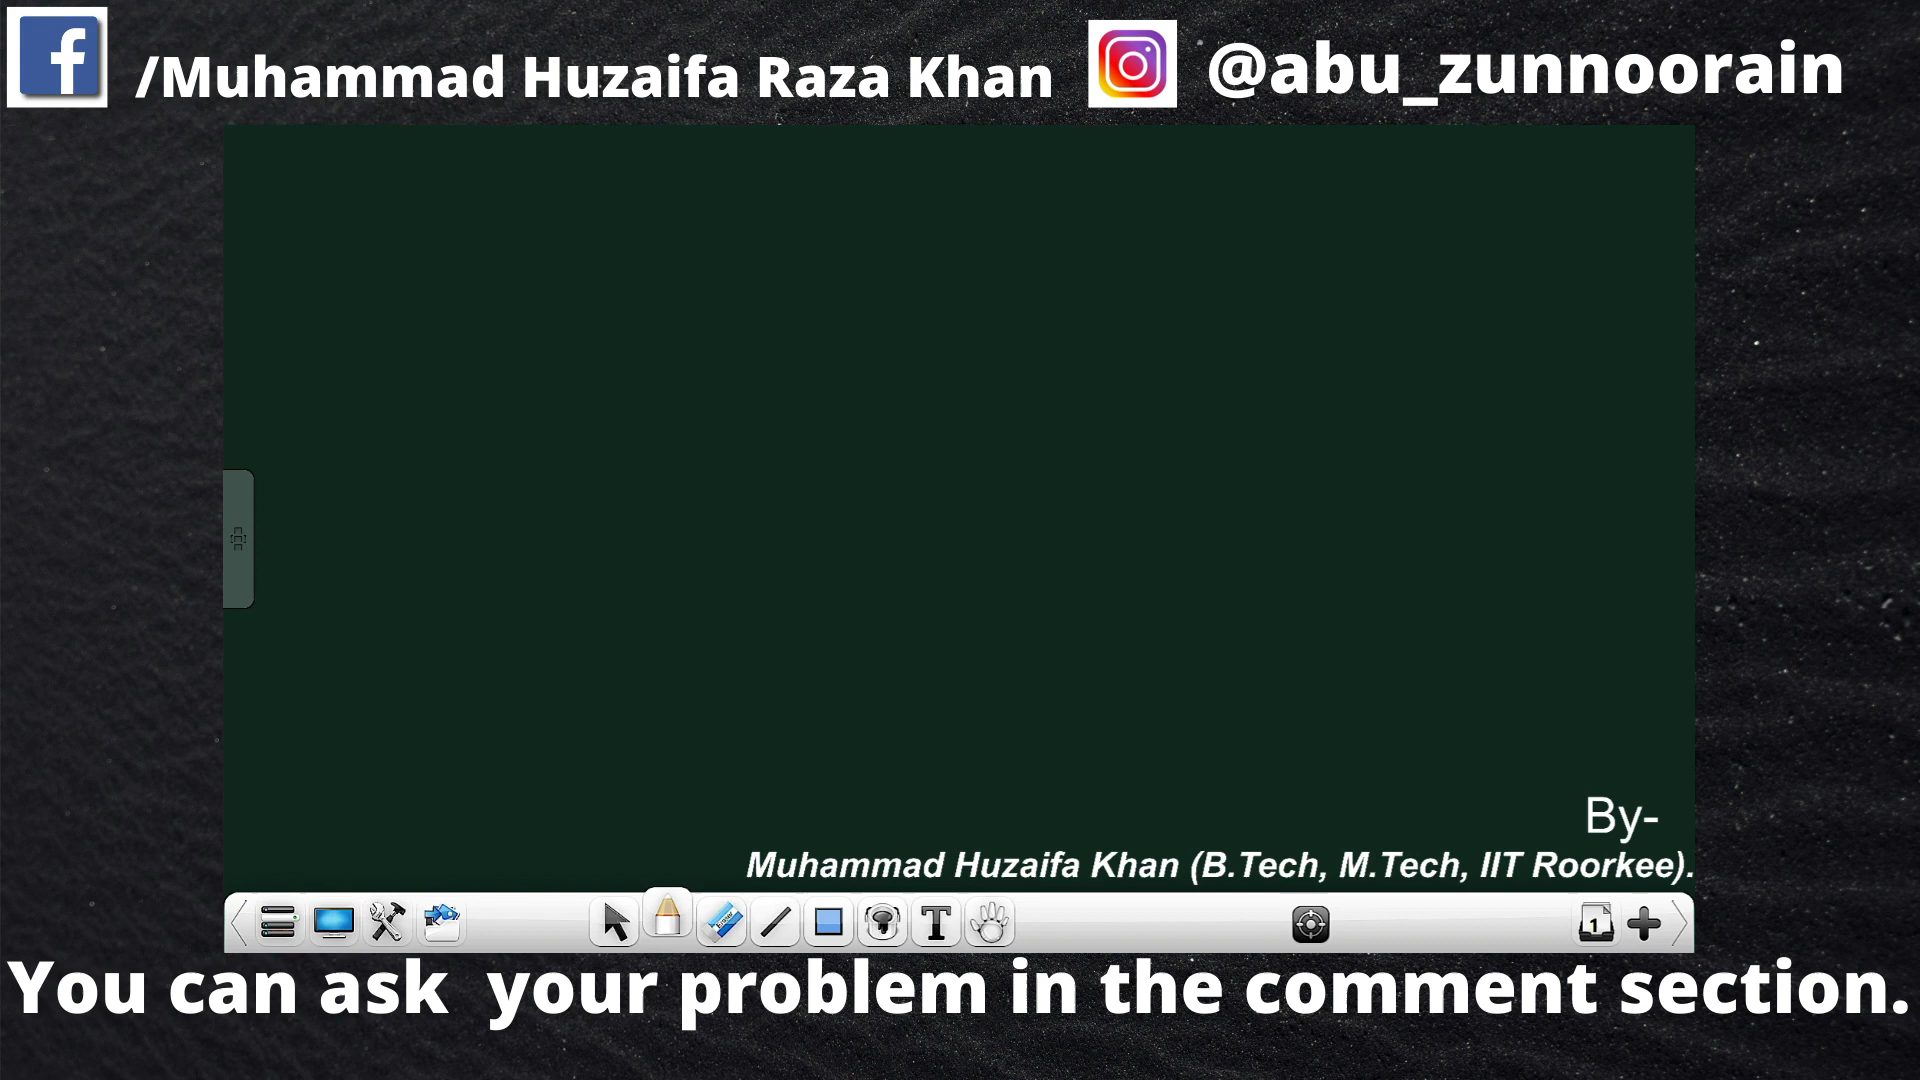 /Muhammad Huzaifa Raza Khan @abu_zunnoorain
By-
Muhammad Huzaifa Khan (B.Tech, M.Tech, IIT Roorkee).
1
You can ask your problem in the comment section.